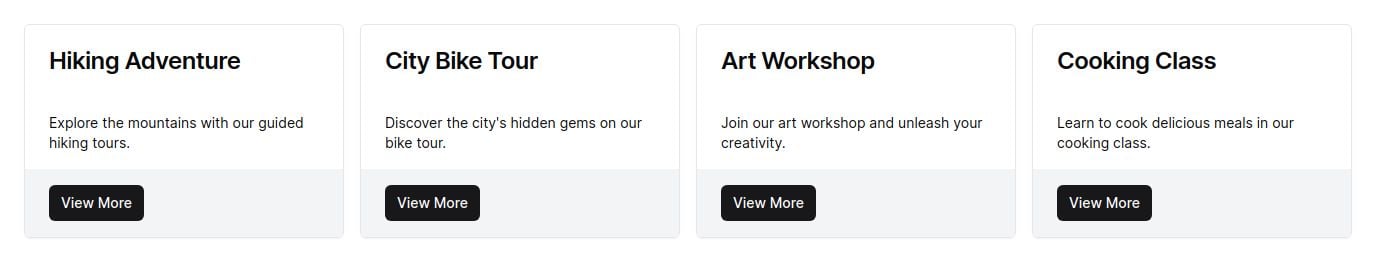 Hiking Adventure
Explore the mountains with our guided
hiking tours.
View More
City Bike Tour
Discover the city's hidden gems on our
bike tour.
View More
Art Workshop
Join our art workshop and unleash your
creativity.
View More
Cooking Class
Learn to cook delicious meals in our
cooking class.
View More